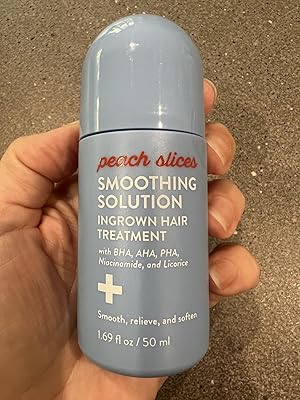 peach slices
SMOOTHING
SOLUTION
INGROWN HAIR
TREATMENT
with BHA, AHA, PHA,
Niacinamide, and Licorice
Smooth, relieve, and soften
1.69 fl oz / 50 ml